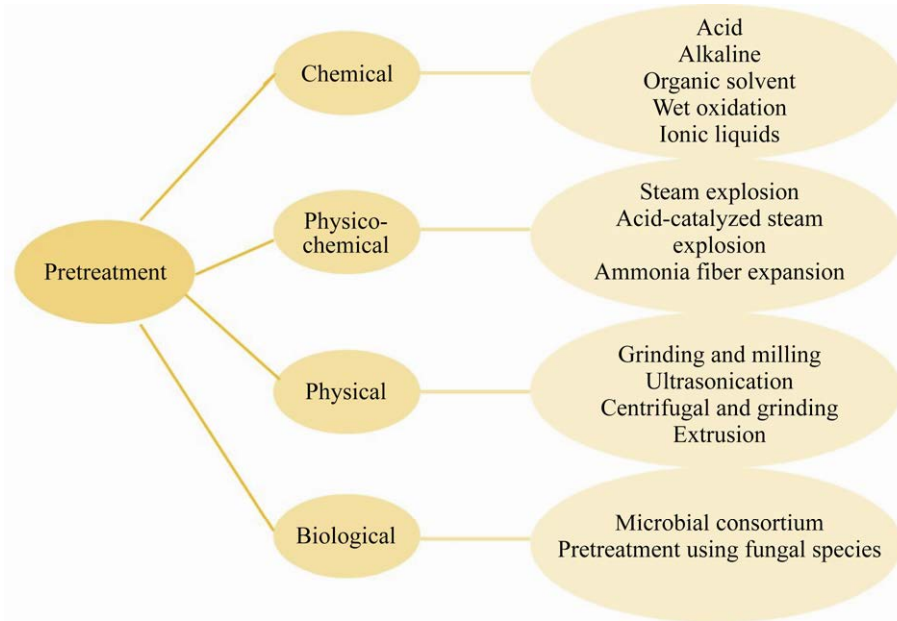 Pretreatment
Chemical
Acid
Alkaline
Organic solvent
Wet oxidation
Ionic liquids
Physico-
chemical
Steam explosion
Acid-catalyzed steam
explosion
Ammonia fiber expansion
Physical
Grinding and milling
Ultrasonication
Centrifugal and grinding
Extrusion
Biological
Microbial consortium
Pretreatment using fungal species